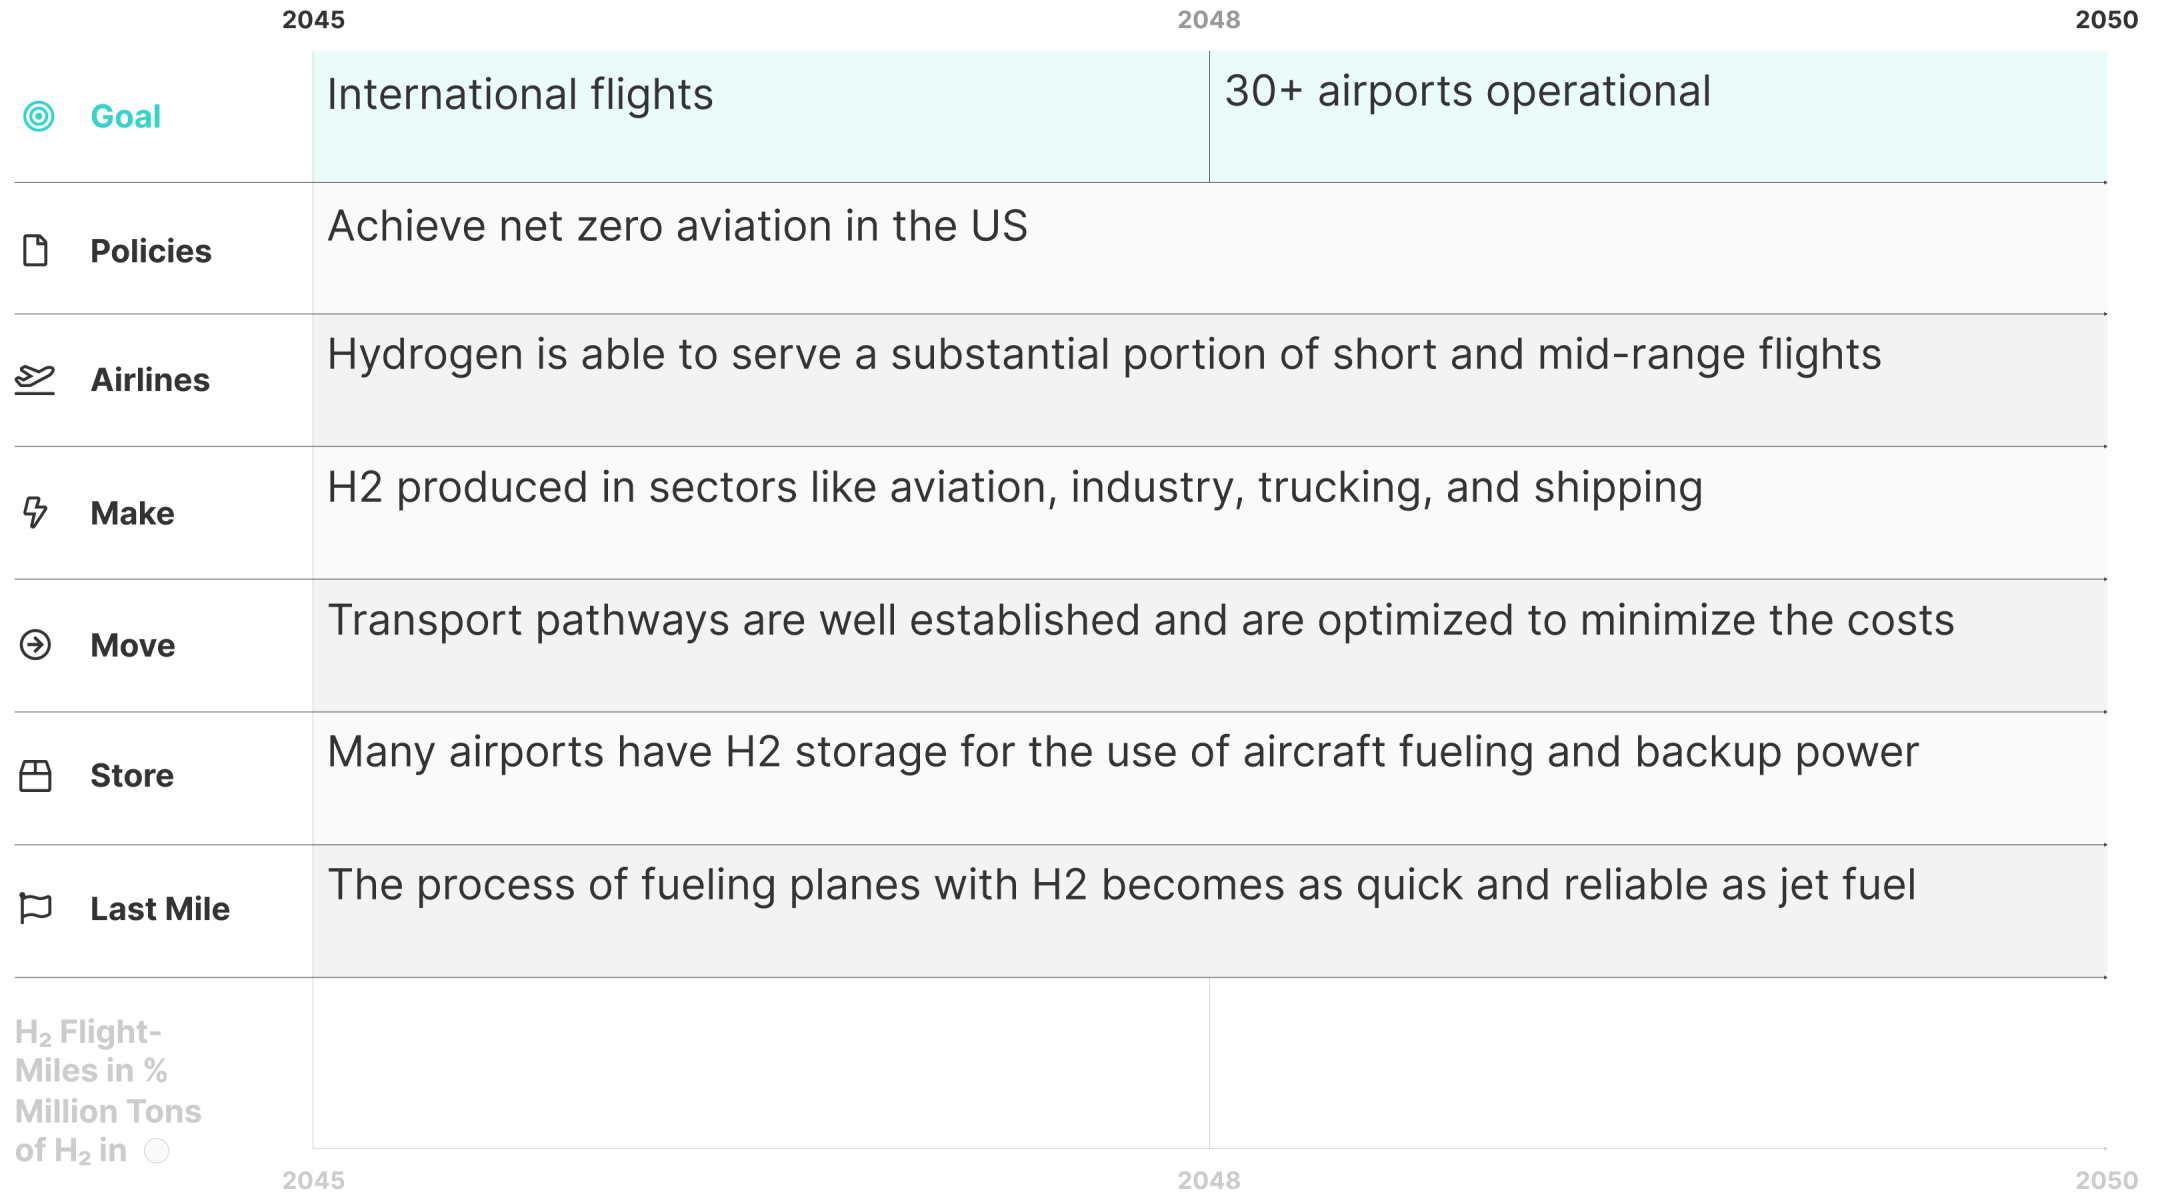 2045 2048 2050
Goal International flights 30+ airports operational
Policies Achieve net zero aviation in the US
Airlines Hydrogen is able to serve a substantial portion of short and mid-range flights
Make H2 produced in sectors like aviation, industry, trucking, and shipping
Move Transport pathways are well established and are optimized to minimize the costs
Store Many airports have H2 storage for the use of aircraft fueling and backup power
Last Mile The process of fueling planes with H2 becomes as quick and reliable as jet fuel
H₂ Flight-
Miles in %
Million Tons
of H₂ in
2045 2048 2050